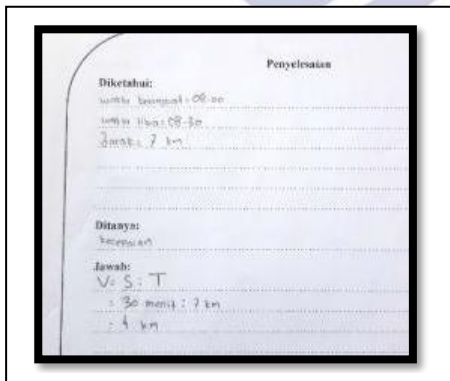 Penyelesaian
Diketahui:
waktu berangkat = 08.00
waktu tiba = 08.30
Jarak = 7 km
Ditanya:
kecepatan
Jawab:
V = S : T
= 30 menit : 7 km
= 4 km